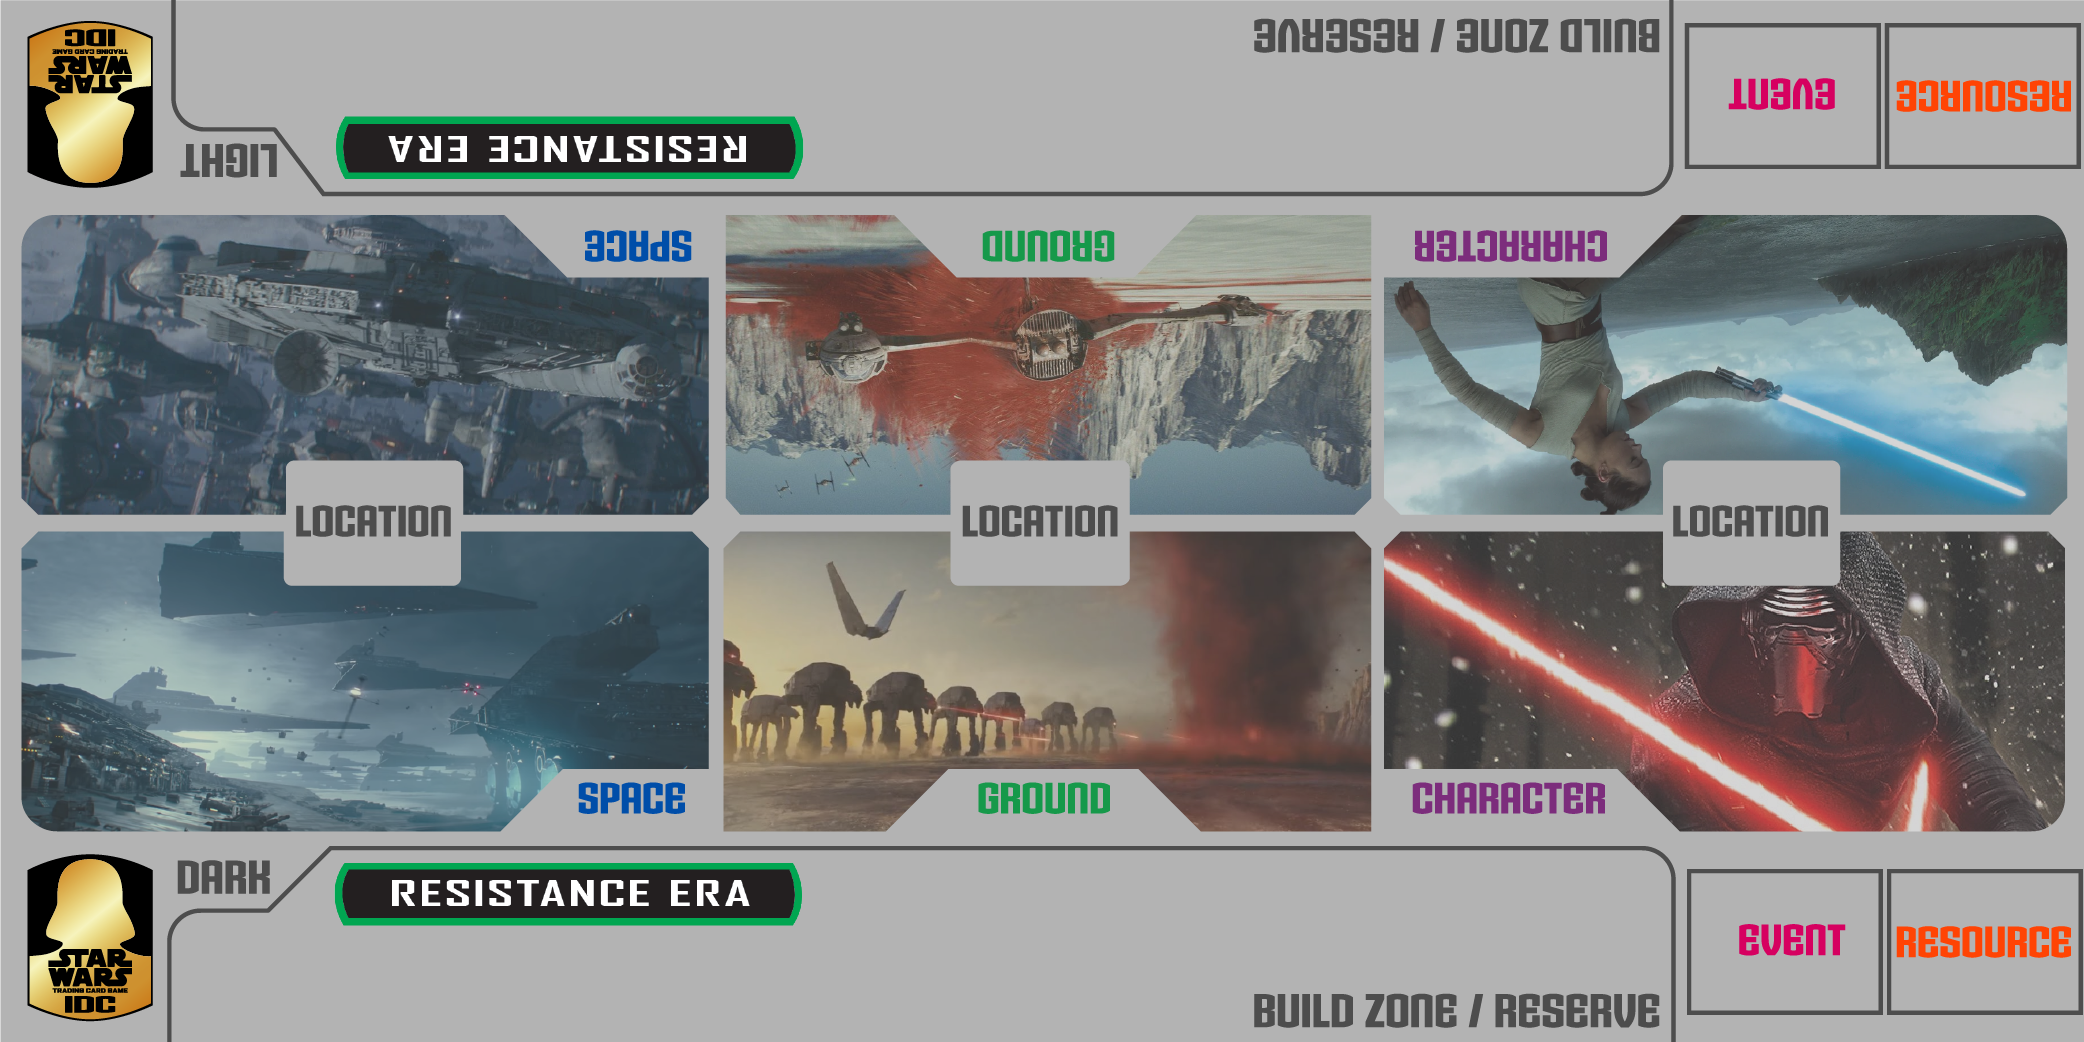 BUILD ZONE / RESERVE
IDC
TRADING CARD GAME
WARS
STAR
EVENT
RESOURCE
RESISTANCE ERA
LIGHT
SPACE
GROUND
CHARACTER
LOCATION
LOCATION
LOCATION
SPACE
GROUND
CHARACTER
DARK
RESISTANCE ERA
EVENT
RESOURCE
STAR
WARS
TRADING CARD GAME
IDC
BUILD ZONE / RESERVE